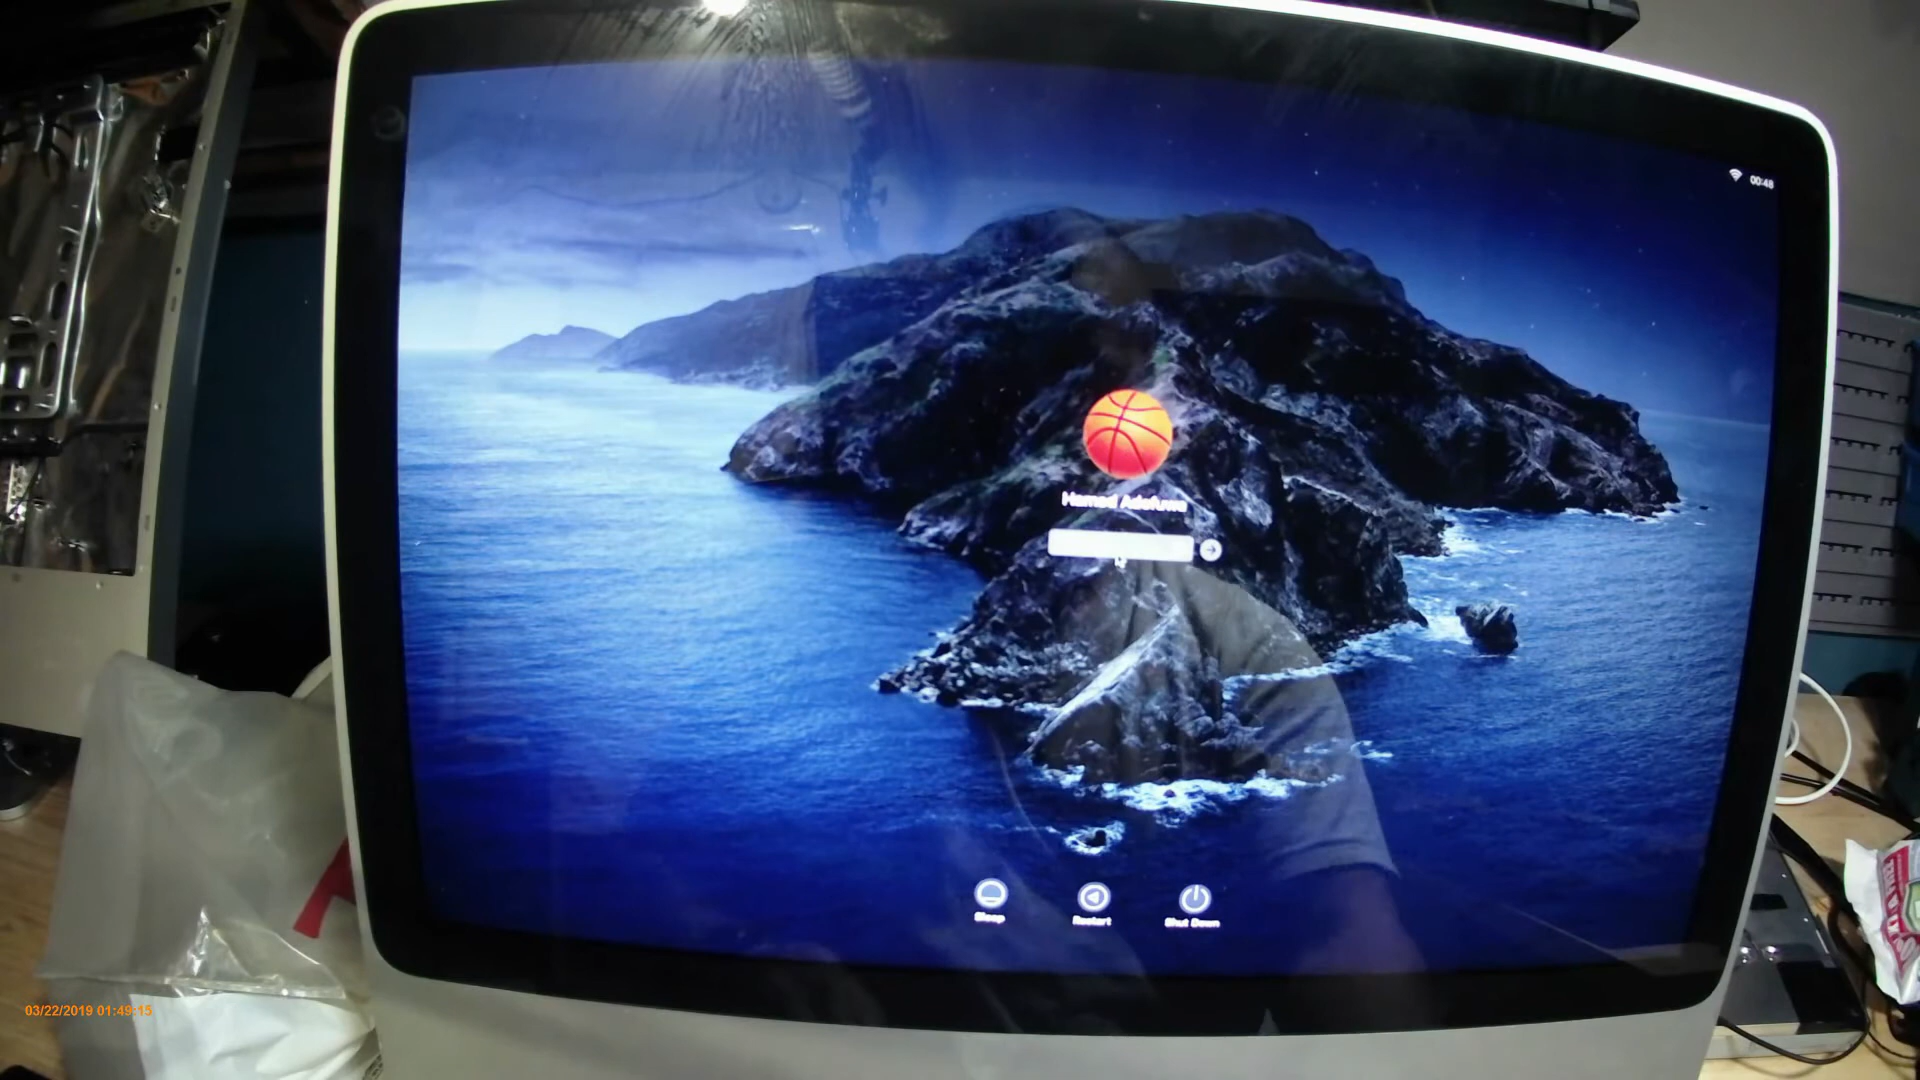 00:48
Hamed Adefuwa
Sleep
Restart
Shut Down
03/22/2019 01:49:15